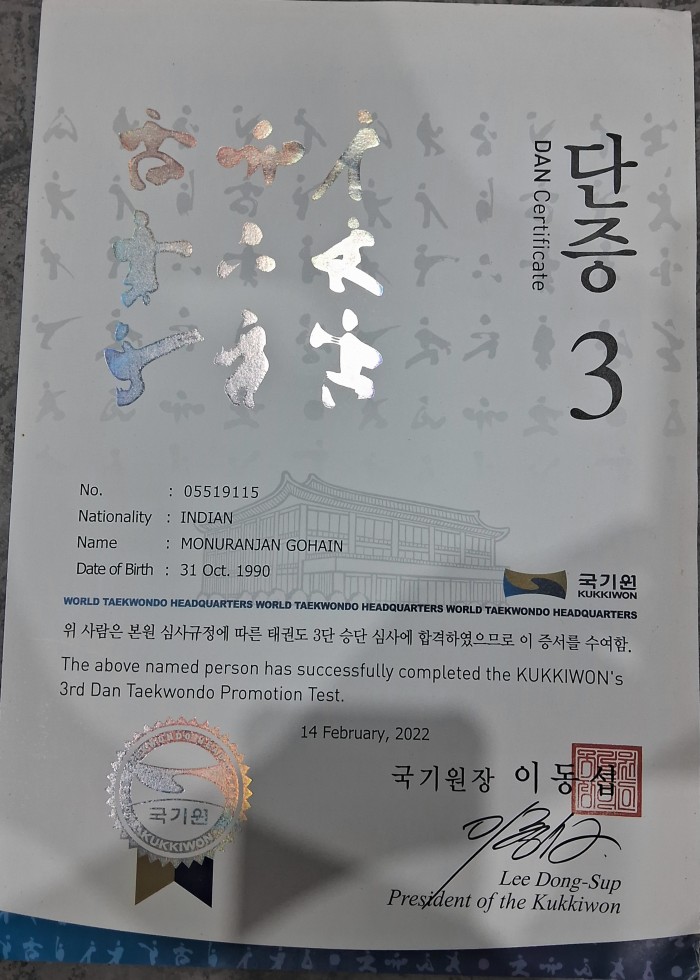 단증 3
DAN Certificate
No. : 05519115
Nationality : INDIAN
Name : MONURANJAN GOHAIN
Date of Birth : 31 Oct. 1990
국기원
KUKKIWON
WORLD TAEKWONDO HEADQUARTERS WORLD TAEKWONDO HEADQUARTERS WORLD TAEKWONDO HEADQUARTERS
위 사람은 본원 심사규정에 따른 태권도 3단 승단 심사에 합격하였으므로 이 증서를 수여함.
The above named person has successfully completed the KUKKIWON's
3rd Dan Taekwondo Promotion Test.
14 February, 2022
국기원장 이동섭
국기원
KUKKIWON
Lee Dong-Sup
President of the Kukkiwon